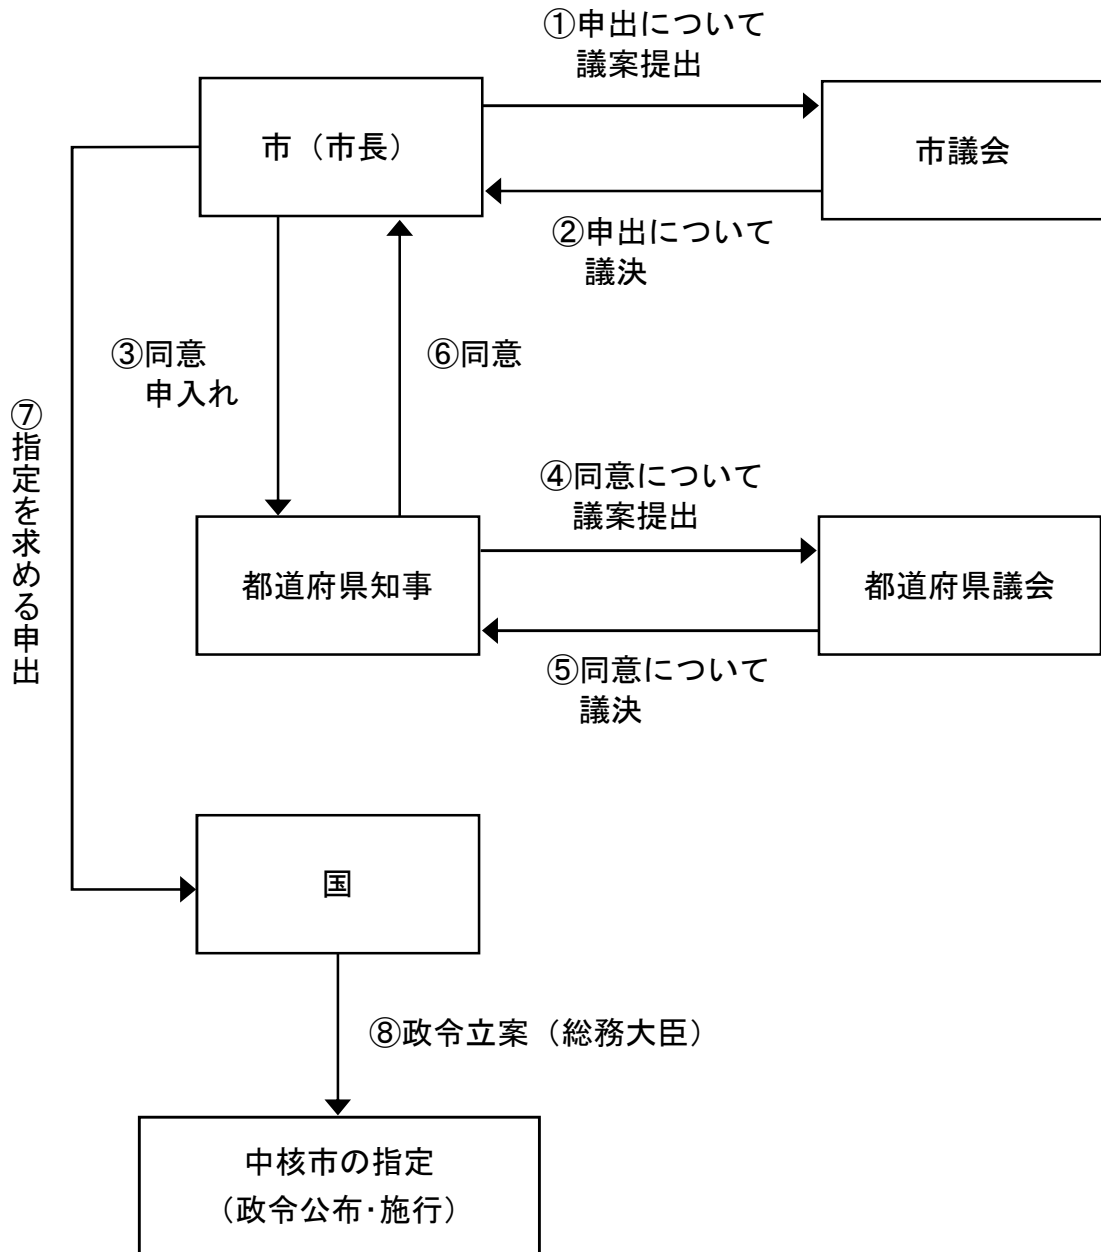 ①申出について
議案提出
市（市長）
市議会
②申出について
議決
③同意
申入れ
⑥同意
⑦指定を求める申出
④同意について
議案提出
都道府県知事
都道府県議会
⑤同意について
議決
国
⑧政令立案（総務大臣）
中核市の指定
（政令公布･施行）